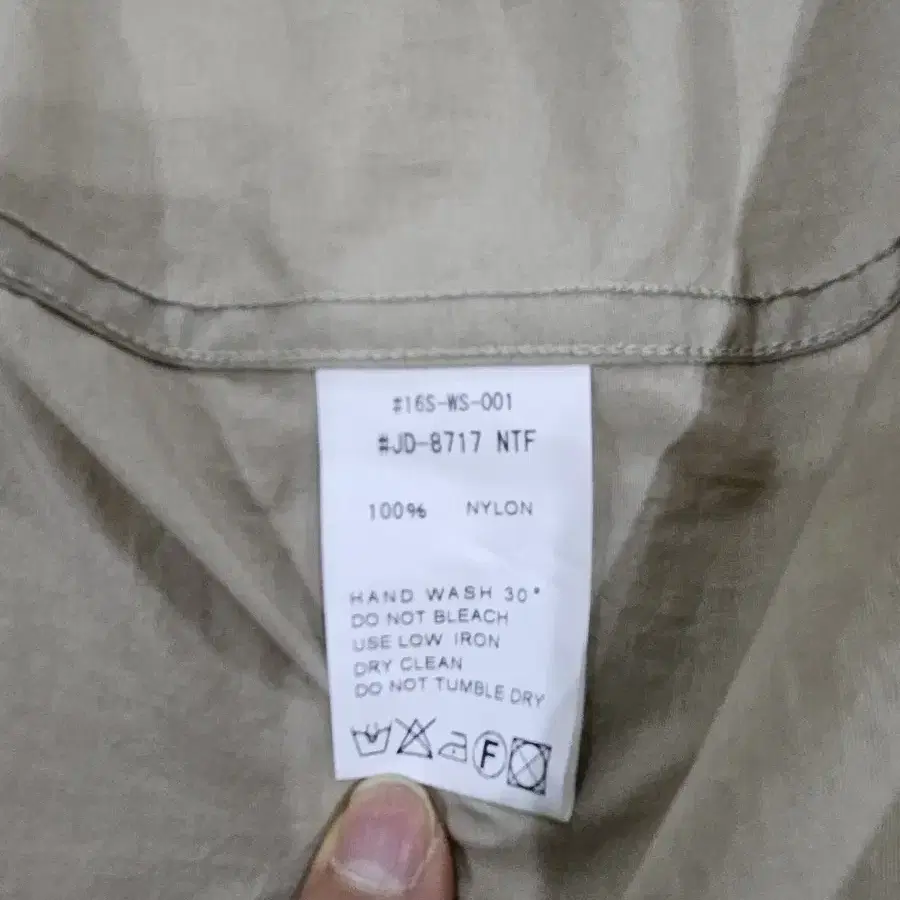 #16S-WS-001
#JD-8717 NTF
100% NYLON
HAND WASH 30°
DO NOT BLEACH
USE LOW IRON
DRY CLEAN
DO NOT TUMBLE DRY
F